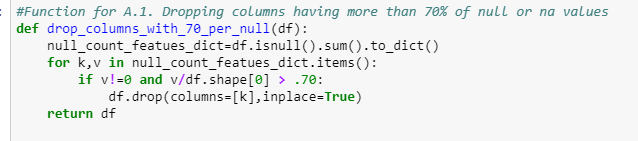 #Function for A.1. Dropping columns having more than 70% of null or na values
def drop_columns_with_70_per_null(df):
    null_count_featues_dict=df.isnull().sum().to_dict()
    for k,v in null_count_featues_dict.items():
        if v!=0 and v/df.shape[0] > .70:
            df.drop(columns=[k],inplace=True)
    return df